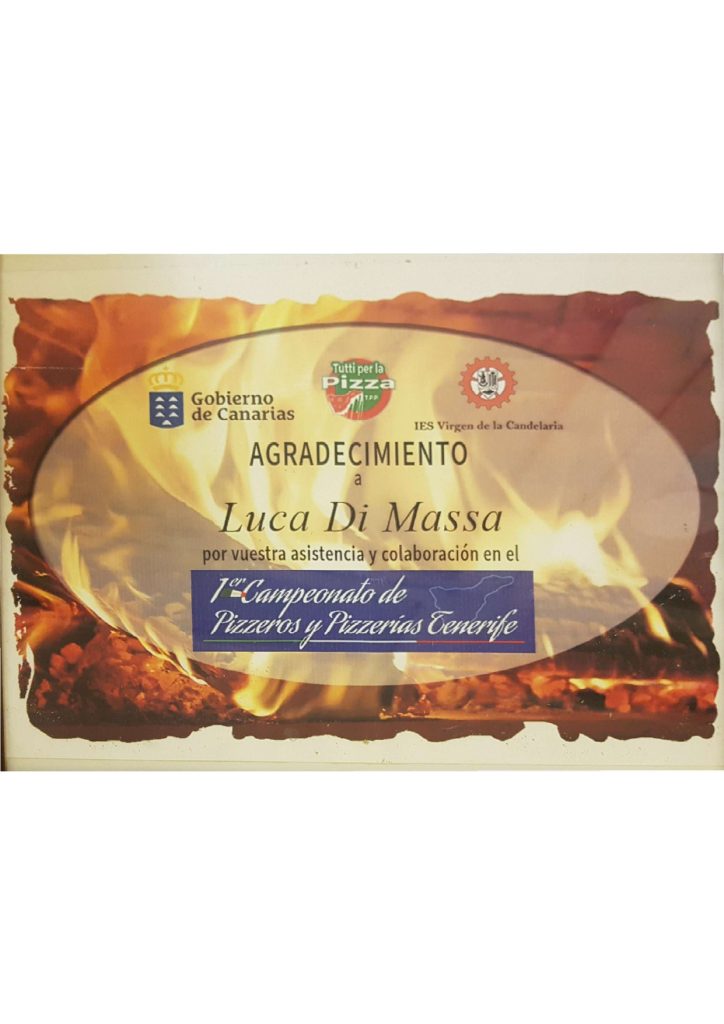 Gobierno
de Canarias
Tutti per la
Pizza
TPP
IES Virgen de la Candelaria
AGRADECIMIENTO
a
Luca Di Massa
por vuestra asistencia y colaboración en el
1er Campeonato de
Pizzeros y Pizzerías Tenerife